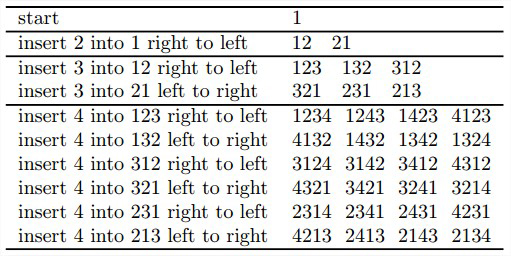 start 1
insert 2 into 1 right to left 12 21
insert 3 into 12 right to left 123 132 312
insert 3 into 21 left to right 321 231 213
insert 4 into 123 right to left 1234 1243 1423 4123
insert 4 into 132 left to right 4132 1432 1342 1324
insert 4 into 312 right to left 3124 3142 3412 4312
insert 4 into 321 left to right 4321 3421 3241 3214
insert 4 into 231 right to left 2314 2341 2431 4231
insert 4 into 213 left to right 4213 2413 2143 2134